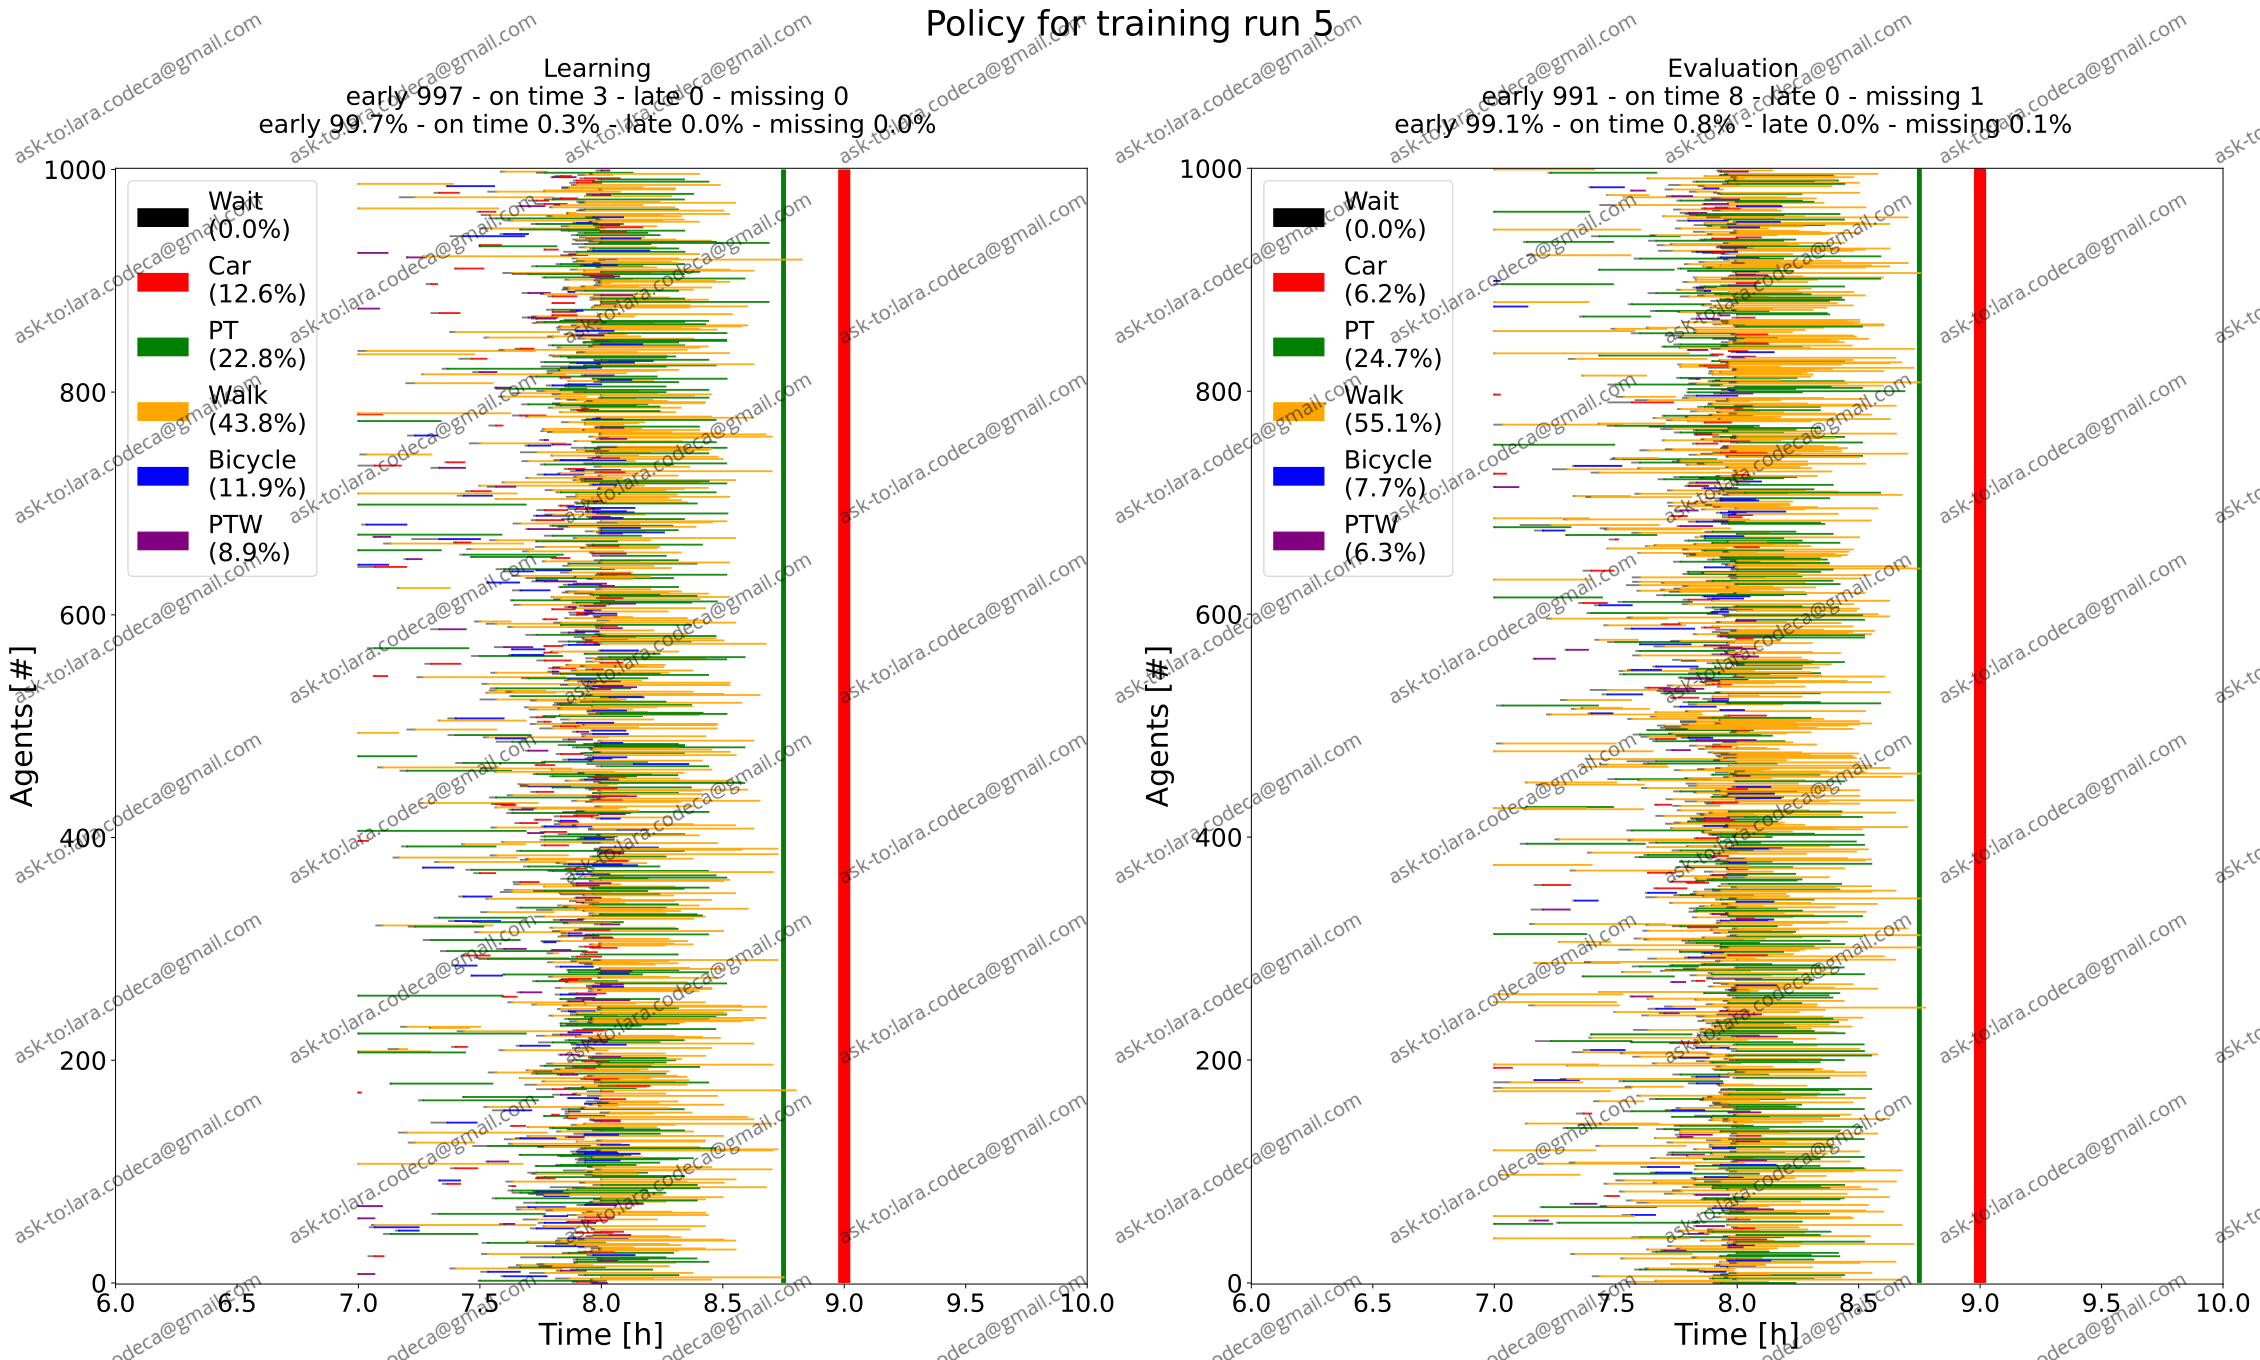 Policy for training run 5
Learning
early 997 - on time 3 - late 0 - missing 0
early 99.7% - on time 0.3% - late 0.0% - missing 0.0%
1000
800
600
400
200
0
Agents [#]
Wait
(0.0%)
Car
(12.6%)
PT
(22.8%)
Walk
(43.8%)
Bicycle
(11.9%)
PTW
(8.9%)
6.0 6.5 7.0 7.5 8.0 8.5 9.0 9.5 10.0
Time [h]
Evaluation
early 991 - on time 8 - late 0 - missing 1
early 99.1% - on time 0.8% - late 0.0% - missing 0.1%
1000
800
600
400
200
0
Agents [#]
Wait
(0.0%)
Car
(6.2%)
PT
(24.7%)
Walk
(55.1%)
Bicycle
(7.7%)
PTW
(6.3%)
6.0 6.5 7.0 7.5 8.0 8.5 9.0 9.5 10.0
Time [h]
ask-to:lara.codeca@gmail.com